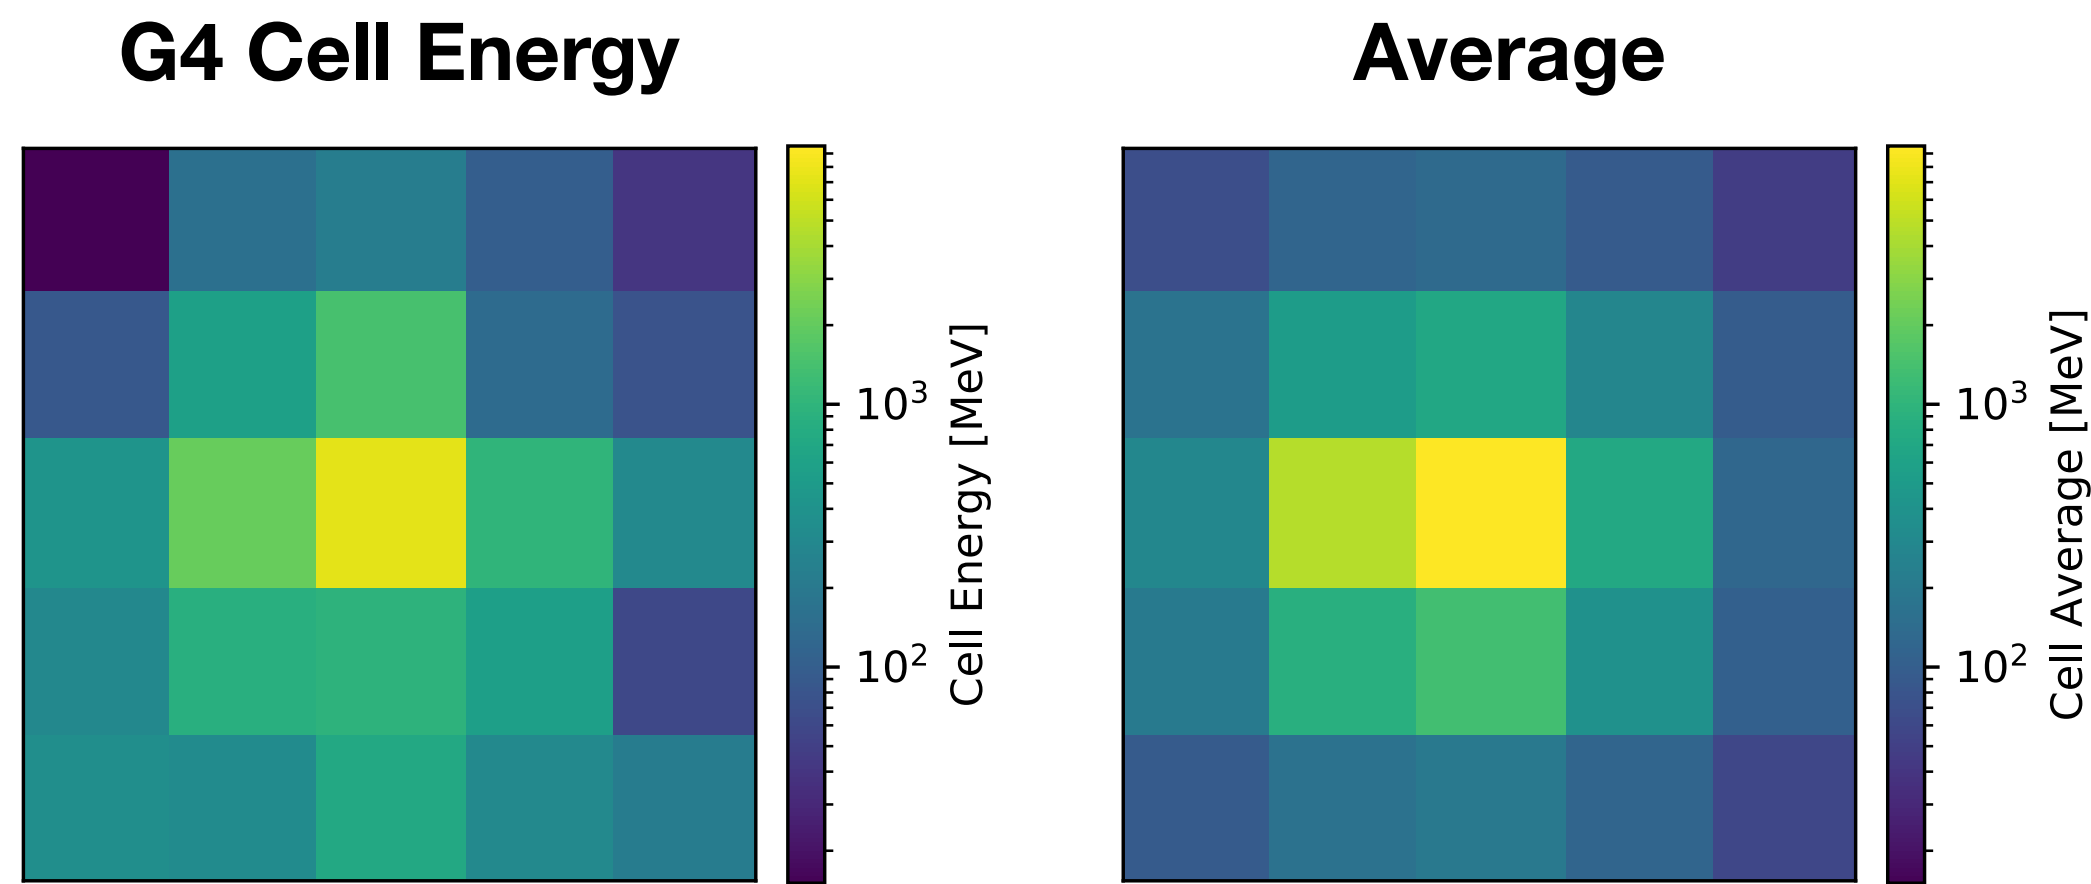 G4 Cell Energy
Average
10³
10²
Cell Energy [MeV]
10³
10²
Cell Average [MeV]